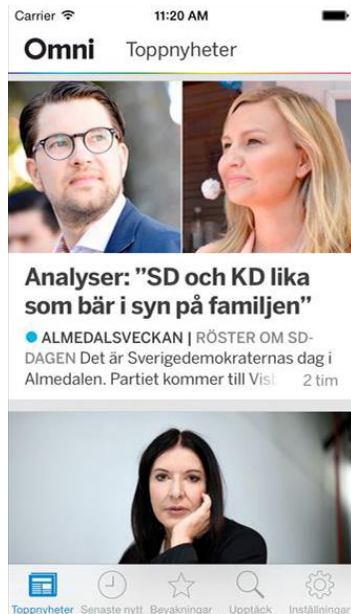 Carrier 11:20 AM
Omni Toppnyheter
Analyser: ”SD och KD lika
som bär i syn på familjen”
ALMEDALSVECKAN | RÖSTER OM SD-
DAGEN Det är Sverigedemokraternas dag i
Almedalen. Partiet kommer till Visb 2 tim
Toppnyheter Senaste nytt Bevakningar Upptäck Inställningar